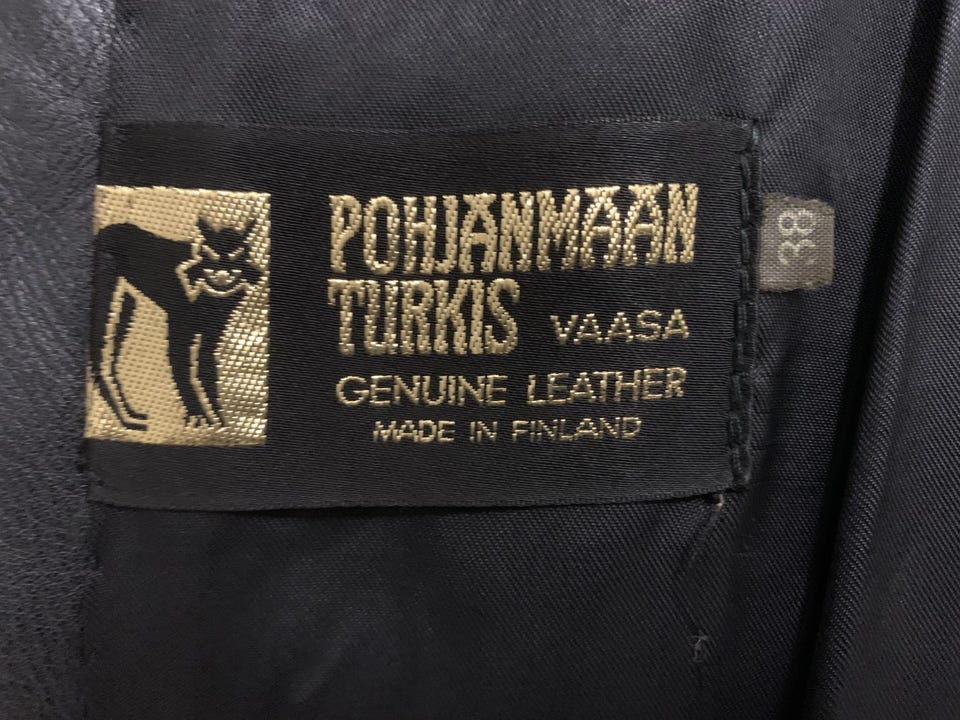 POHJANMAAN
TURKIS VAASA
GENUINE LEATHER
MADE IN FINLAND
38